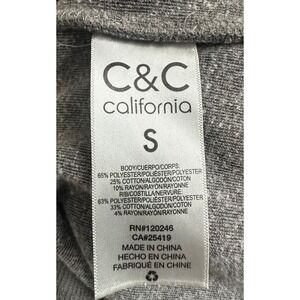 C&C
california
S
BODY/CUERPO/CORPS:
65% POLYESTER/POLIÉSTER/POLYESTER
25% COTTON/ALGODÓN/COTON
10% RAYON/RAYÓN/RAYONNE
RIB/COSTILLA/NERVURE
63% POLYESTER/POLIÉSTER/POLYESTER
33% COTTON/ALGODÓN/COTON
4% RAYON/RAYÓN/RAYONNE
RN#120246
CA#25419
MADE IN CHINA
HECHO EN CHINA
FABRIQUÉ EN CHINE